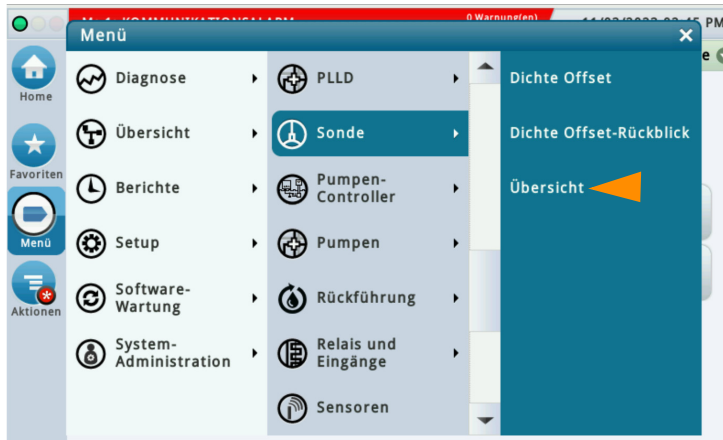 0 Warnung(en)
PM
Menü
e
Home
Favoriten
Menü
Aktionen
Diagnose
Übersicht
Berichte
Setup
Software-
Wartung
System-
Administration
PLLD
Sonde
Pumpen-
Controller
Pumpen
Rückführung
Relais und
Eingänge
Sensoren
Dichte Offset
Dichte Offset-Rückblick
Übersicht